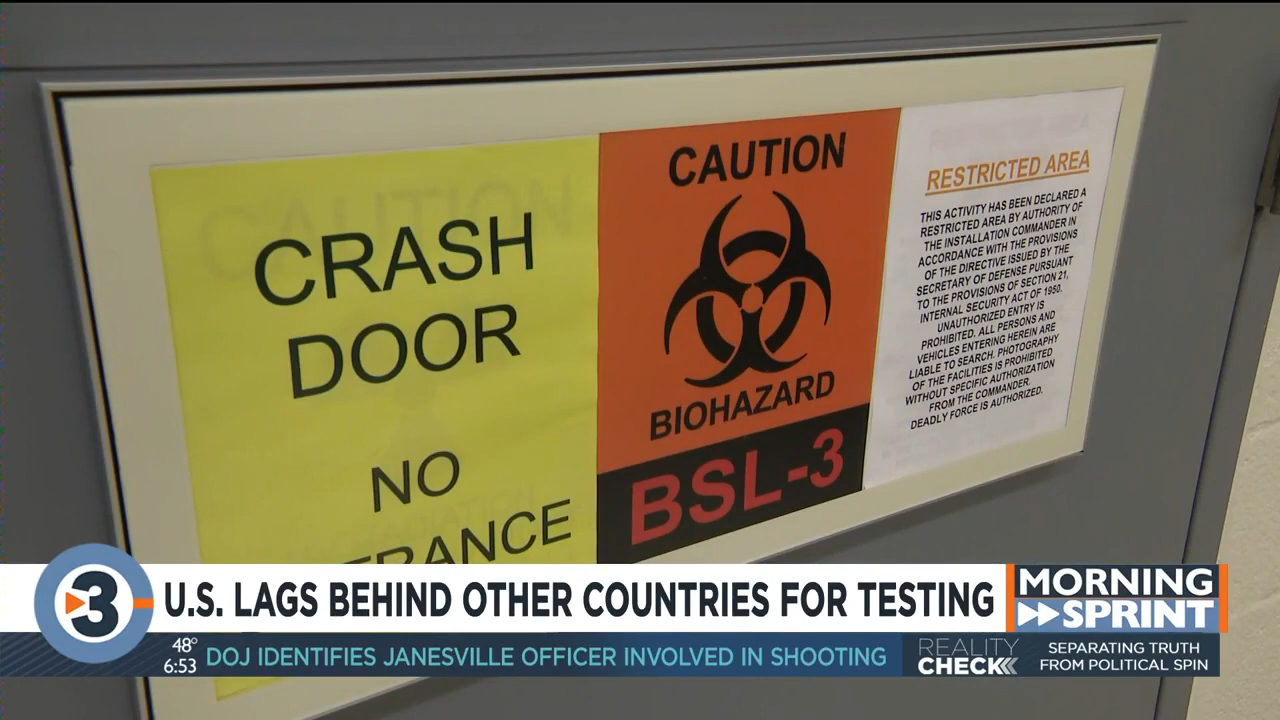 CRASH
DOOR
NO
CAUTION
BIOHAZARD
BSL-3
RESTRICTED AREA
THIS ACTIVITY HAS BEEN DECLARED A
RESTRICTED AREA BY AUTHORITY OF
THE INSTALLATION COMMANDER IN
ACCORDANCE WITH THE PROVISIONS
OF THE DIRECTIVE ISSUED BY THE
SECRETARY OF DEFENSE PURSUANT
TO THE PROVISIONS OF SECTION 21,
INTERNAL SECURITY ACT OF 1950.
UNAUTHORIZED ENTRY IS
PROHIBITED. ALL PERSONS AND
VEHICLES ENTERING HEREIN ARE
LIABLE TO SEARCH. PHOTOGRAPHY
OF THE FACILITIES IS PROHIBITED
WITHOUT SPECIFIC AUTHORIZATION
FROM THE COMMANDER.
DEADLY FORCE IS AUTHORIZED.
3
U.S. LAGS BEHIND OTHER COUNTRIES FOR TESTING
MORNING
SPRINT
48°
6:53
DOJ IDENTIFIES JANESVILLE OFFICER INVOLVED IN SHOOTING
REALITY
CHECK
SEPARATING TRUTH
FROM POLITICAL SPIN